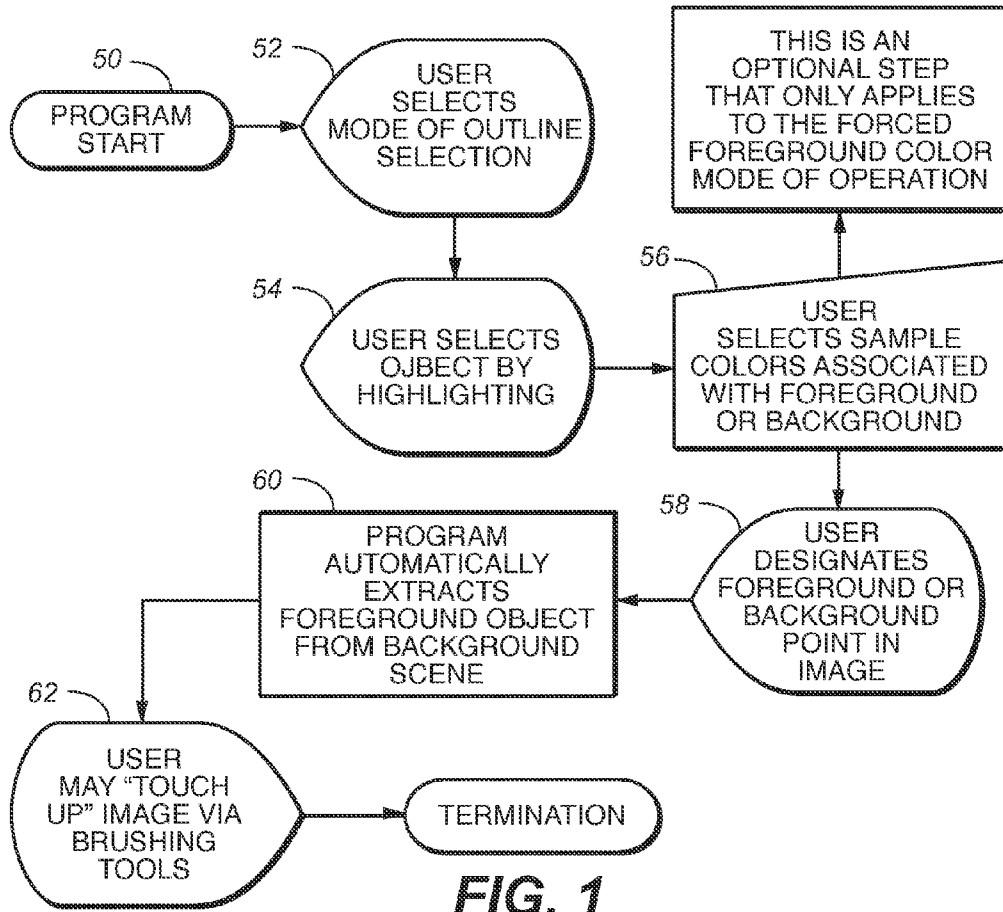 50
PROGRAM
START
52
USER
SELECTS
MODE OF OUTLINE
SELECTION
THIS IS AN
OPTIONAL STEP
THAT ONLY APPLIES
TO THE FORCED
FOREGROUND COLOR
MODE OF OPERATION
54
USER SELECTS
OJBECT BY
HIGHLIGHTING
56
USER
SELECTS SAMPLE
COLORS ASSOCIATED
WITH FOREGROUND
OR BACKGROUND
58
USER
DESIGNATES
FOREGROUND OR
BACKGROUND
POINT IN
IMAGE
60
PROGRAM
AUTOMATICALLY
EXTRACTS
FOREGROUND OBJECT
FROM BACKGROUND
SCENE
62
USER
MAY “TOUCH
UP” IMAGE VIA
BRUSHING
TOOLS
TERMINATION
FIG. 1